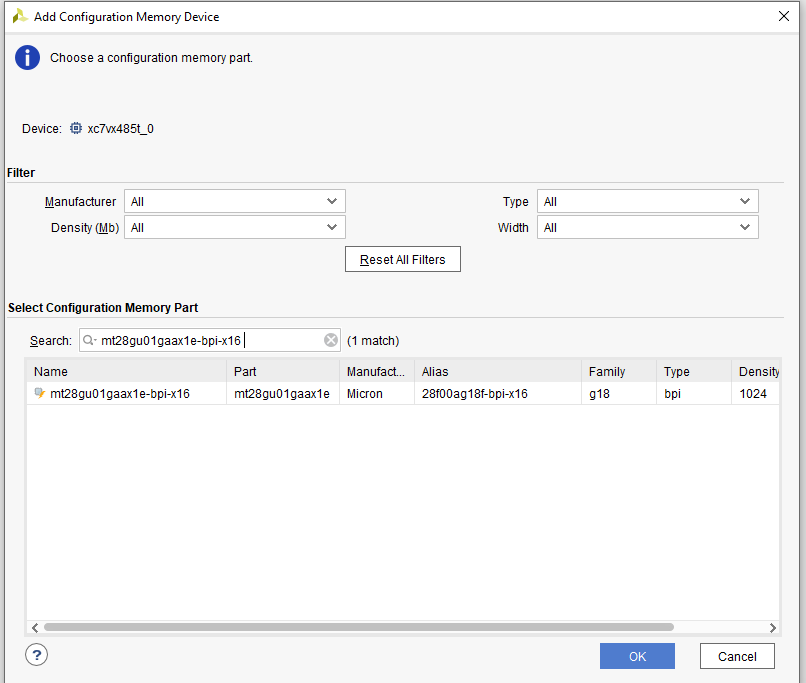 Add Configuration Memory Device
Choose a configuration memory part.
Device: xc7vx485t_0
Filter
Manufacturer All Type All
Density (Mb) All Width All
Reset All Filters
Select Configuration Memory Part
Search: mt28gu01gaax1e-bpi-x16 (1 match)
Name Part Manufact... Alias Family Type Density
mt28gu01gaax1e-bpi-x16 mt28gu01gaax1e Micron 28f00ag18f-bpi-x16 g18 bpi 1024
? OK Cancel